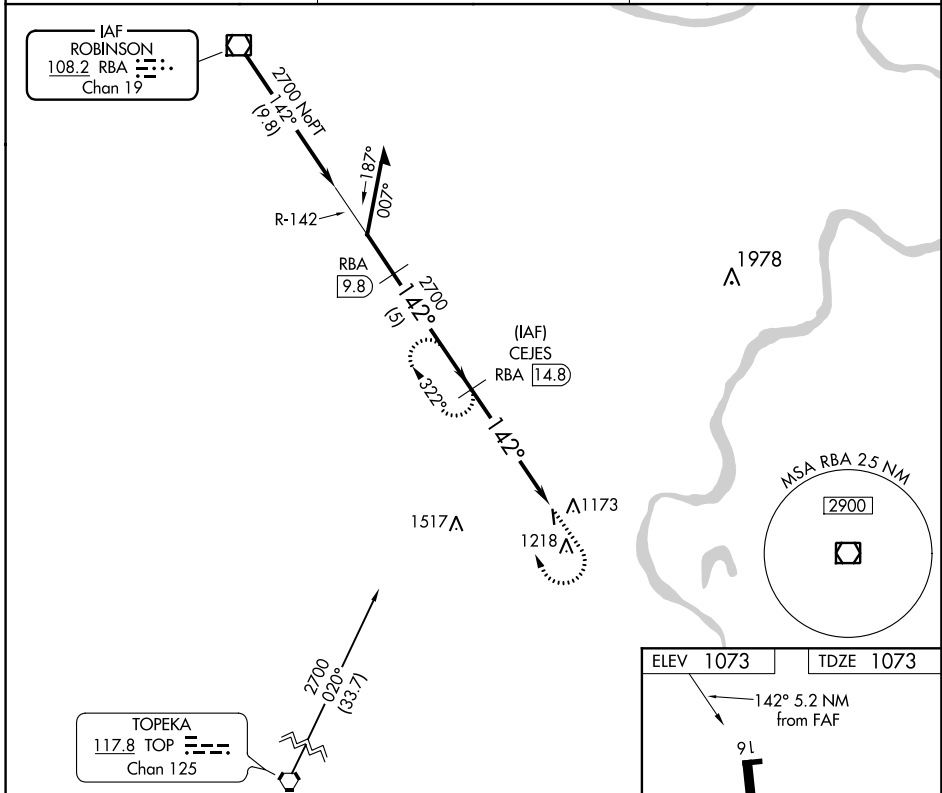 IAF
ROBINSON
108.2 RBA
Chan 19
2700 NoPT
142°
(9.8)
187°
007°
R-142
RBA
9.8
2700
142°
(5)
1978
(IAF)
CEJES
RBA 14.8
322°
142°
MSA RBA 25 NM
2900
1173
1517
1218
2700
020°
(33.7)
TOPEKA
117.8 TOP
Chan 125
ELEV 1073
TDZE 1073
142° 5.2 NM
from FAF
16